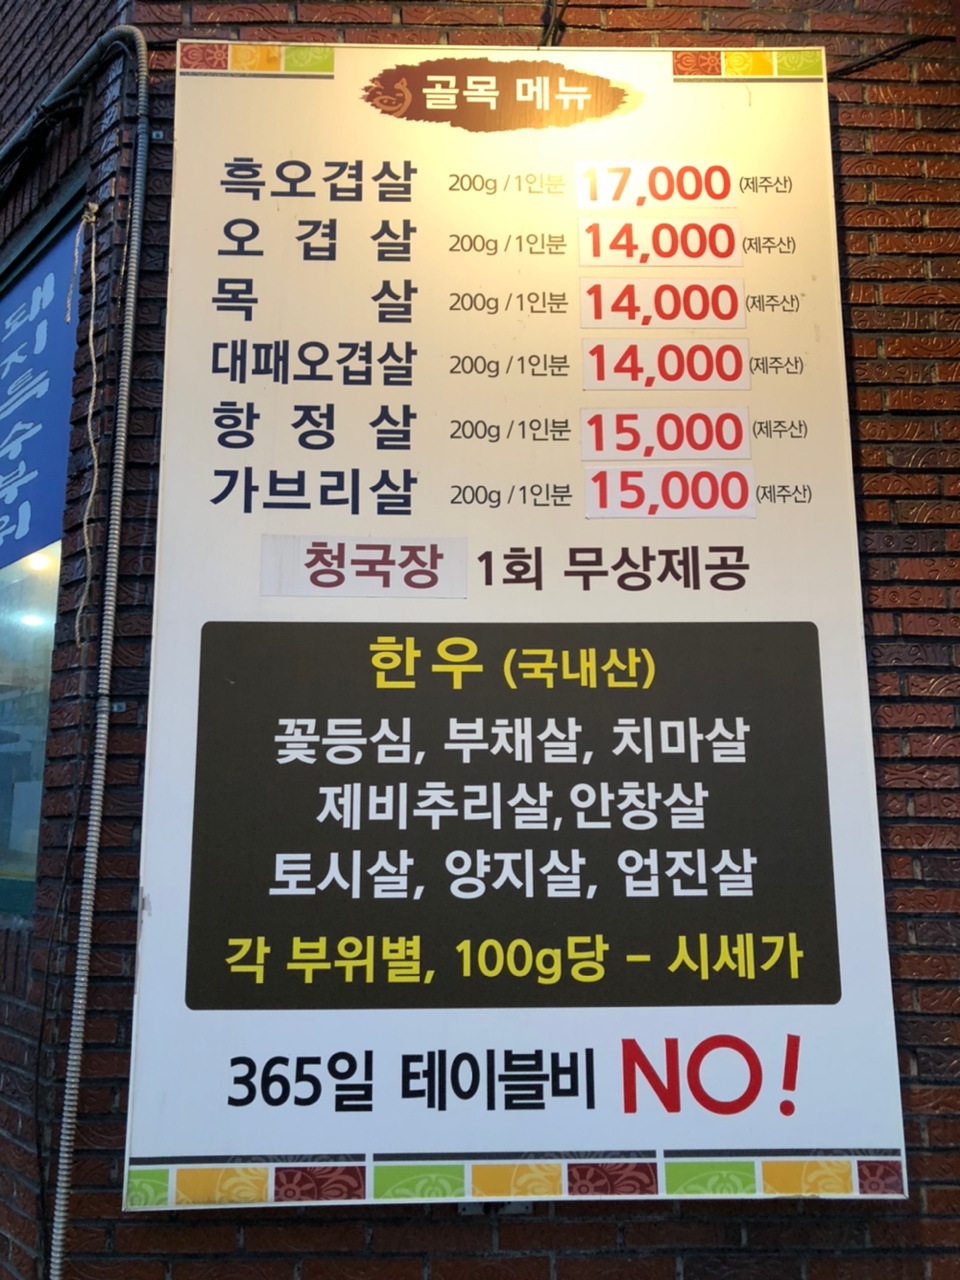 골목 메뉴
흑오겹살 200g / 1인분 17,000 (제주산)
오 겹 살 200g / 1인분 14,000 (제주산)
목 살 200g / 1인분 14,000 (제주산)
대패오겹살 200g / 1인분 14,000 (제주산)
항 정 살 200g / 1인분 15,000 (제주산)
가브리살 200g / 1인분 15,000 (제주산)
청국장 1회 무상제공
한우 (국내산)
꽃등심, 부채살, 치마살
제비추리살,안창살
토시살, 양지살, 업진살
각 부위별, 100g당 - 시세가
365일 테이블비 NO!
돼지특수부위